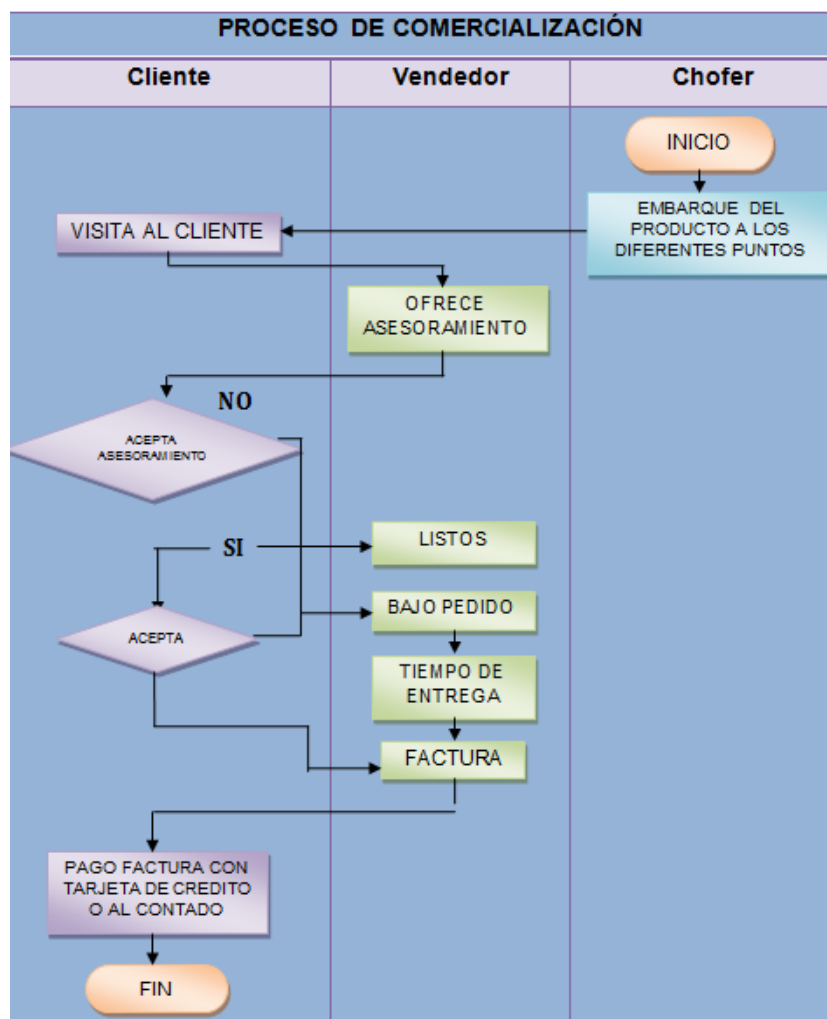 PROCESO DE COMERCIALIZACIÓN
Cliente
Vendedor
Chofer
INICIO
EMBARQUE DEL
PRODUCTO A LOS
DIFERENTES PUNTOS
VISITA AL CLIENTE
OFRECE
ASESORAMIENTO
NO
ACEPTA
ASESORAMIENTO
SI
LISTOS
BAJO PEDIDO
ACEPTA
TIEMPO DE
ENTREGA
FACTURA
PAGO FACTURA CON
TARJETA DE CREDITO
O AL CONTADO
FIN